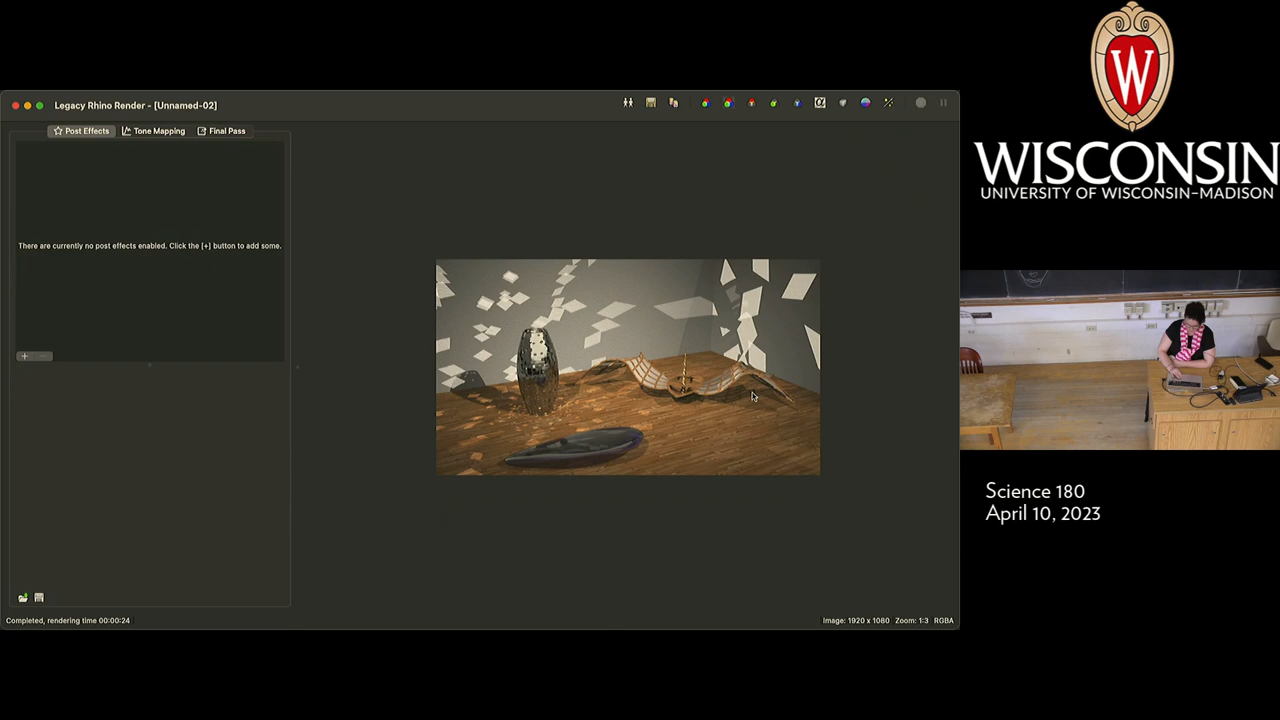 Legacy Rhino Render - [Unnamed-02]
Post Effects
Tone Mapping
Final Pass
There are currently no post effects enabled. Click the [+] button to add some.
Completed, rendering time 00:00:24
Image: 1920 x 1080 Zoom: 1:3 RGBA
W
WISCONSIN
UNIVERSITY OF WISCONSIN-MADISON
Science 180
April 10, 2023